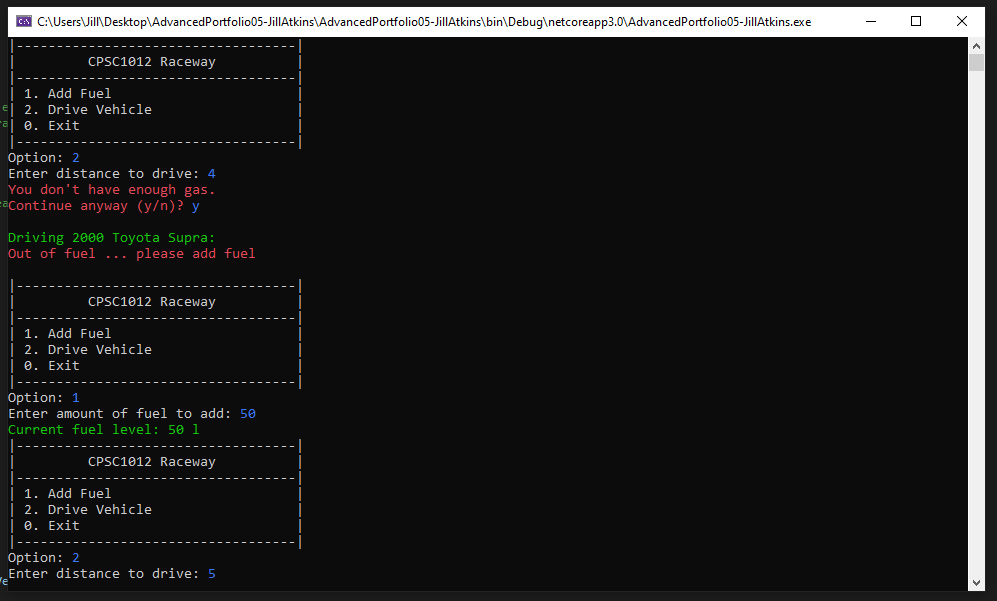 C:\Users\Jill\Desktop\AdvancedPortfolio05-JillAtkins\AdvancedPortfolio05-JillAtkins\bin\Debug\netcoreapp3.0\AdvancedPortfolio05-JillAtkins.exe
|-----------------------------------|
|         CPSC1012 Raceway          |
|-----------------------------------|
| 1. Add Fuel                       |
| 2. Drive Vehicle                  |
| 0. Exit                           |
|-----------------------------------|
Option: 2
Enter distance to drive: 4
You don't have enough gas.
Continue anyway (y/n)? y
Driving 2000 Toyota Supra:
Out of fuel ... please add fuel
|-----------------------------------|
|         CPSC1012 Raceway          |
|-----------------------------------|
| 1. Add Fuel                       |
| 2. Drive Vehicle                  |
| 0. Exit                           |
|-----------------------------------|
Option: 1
Enter amount of fuel to add: 50
Current fuel level: 50 l
|-----------------------------------|
|         CPSC1012 Raceway          |
|-----------------------------------|
| 1. Add Fuel                       |
| 2. Drive Vehicle                  |
| 0. Exit                           |
|-----------------------------------|
Option: 2
Enter distance to drive: 5